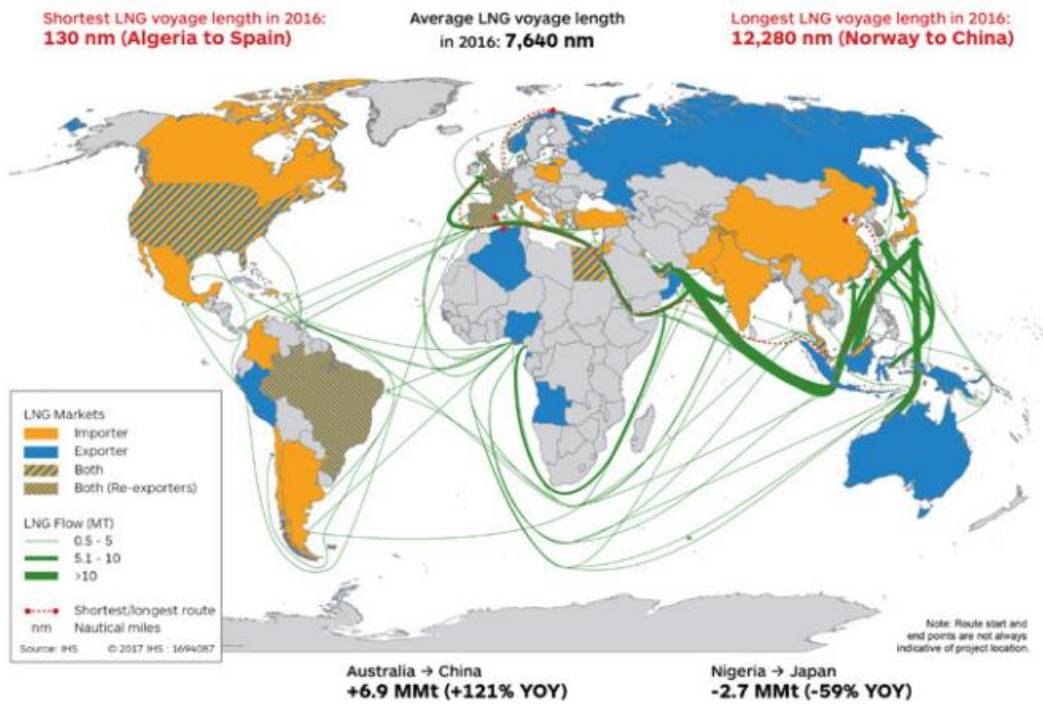 Shortest LNG voyage length in 2016:
130 nm (Algeria to Spain)
Average LNG voyage length
in 2016: 7,640 nm
Longest LNG voyage length in 2016:
12,280 nm (Norway to China)
LNG Markets
Importer
Exporter
Both
Both (Re-exporters)
LNG Flow (MT)
0.5 - 5
5.1 - 10
>10
Shortest/longest route
nm Nautical miles
Source: IHS © 2017 IHS : 1694087
Note: Route start and
end points are not always
indicative of project location.
Australia → China
+6.9 MMt (+121% YOY)
Nigeria → Japan
-2.7 MMt (-59% YOY)